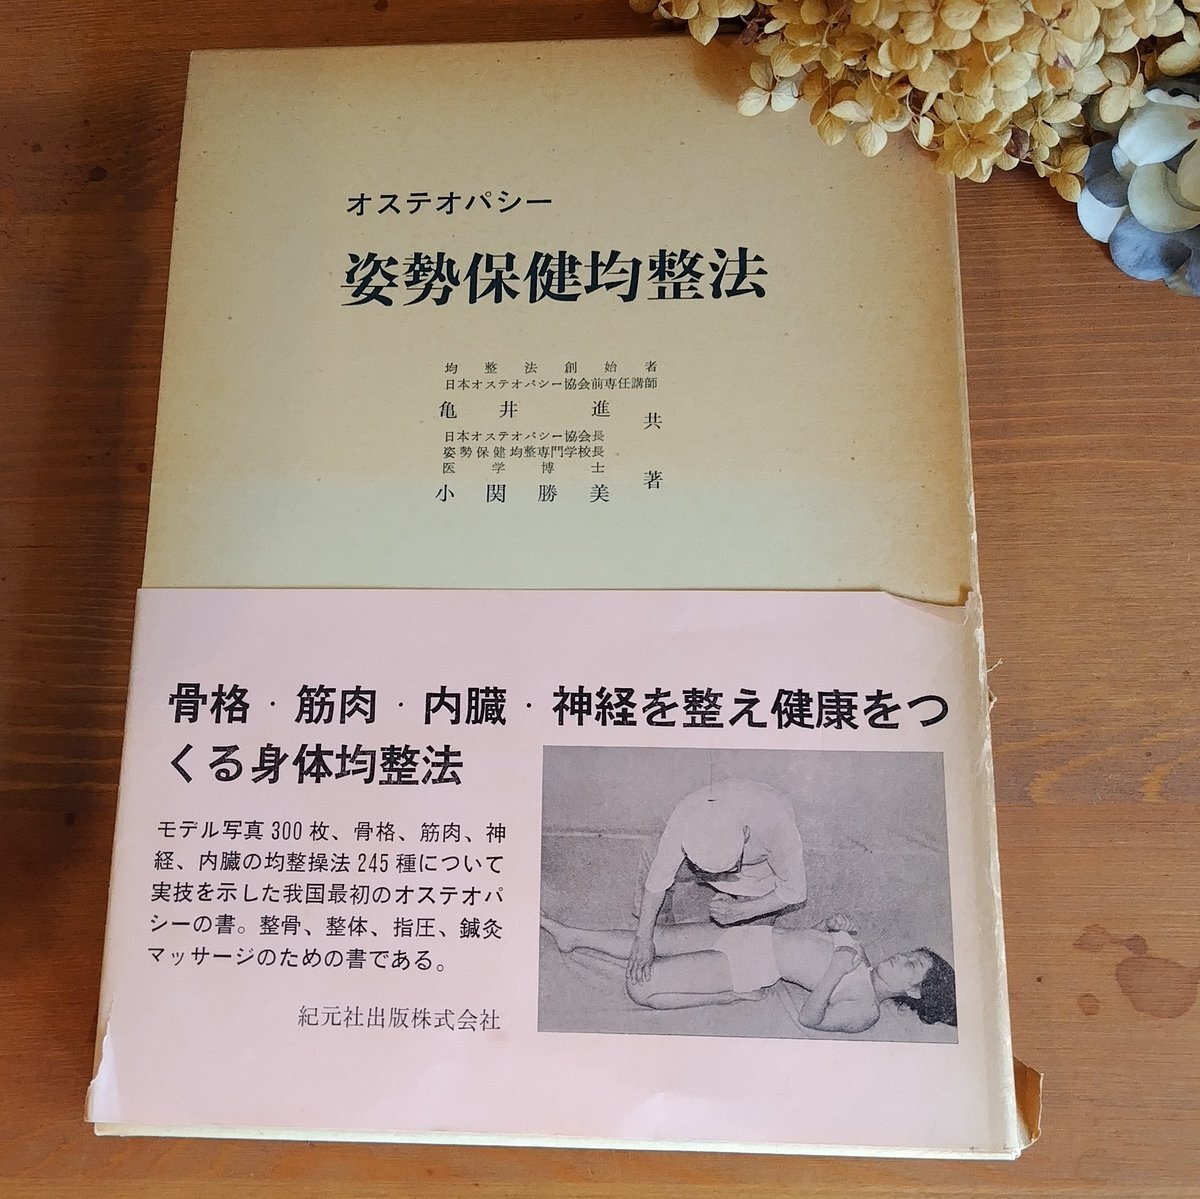 オステオパシー
姿勢保健均整法
均整法創始者
日本オステオパシー協会前専任講師
亀井進
日本オステオパシー協会長
姿勢保健均整専門学校長
医学博士
小関勝美
共著
骨格・筋肉・内臓・神経を整え健康をつ
くる身体均整法
モデル写真300枚、骨格、筋肉、神
経、内臓の均整操法245種について
実技を示した我国最初のオステオパ
シーの書。整骨、整体、指圧、鍼灸
マッサージのための書である。
紀元社出版株式会社